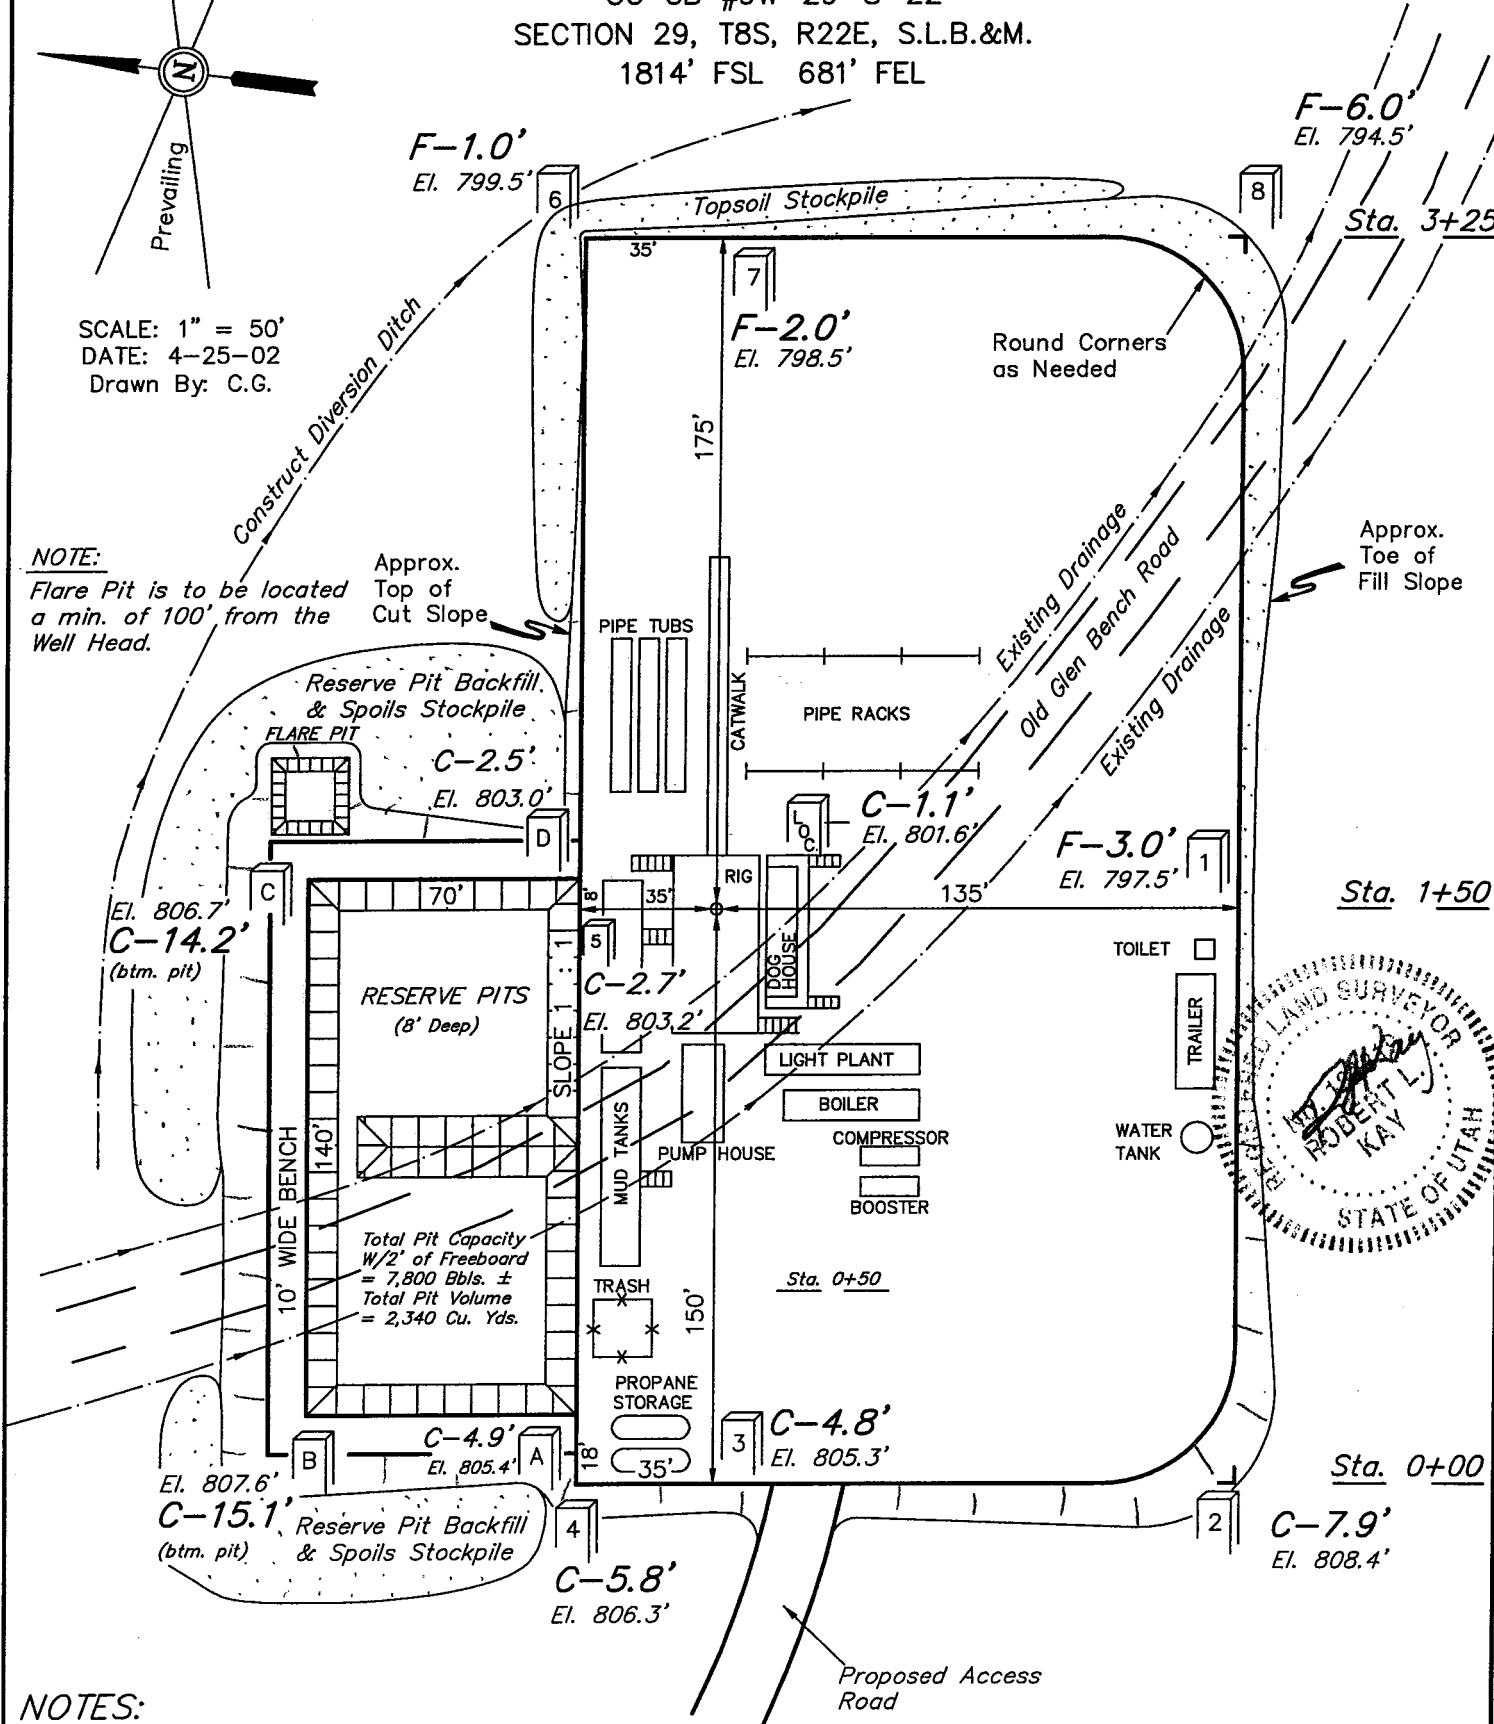 SECTION 29, T8S, R22E, S.L.B.&M.
1814' FSL 681' FEL
N
Prevailing
SCALE: 1" = 50'
DATE: 4-25-02
Drawn By: C.G.
F-1.0'
El. 799.5'
6
Topsoil Stockpile
F-6.0'
El. 794.5'
8
Sta. 3+25
35'
7
F-2.0'
El. 798.5'
Round Corners
as Needed
175'
Construct Diversion Ditch
NOTE:
Flare Pit is to be located
a min. of 100' from the
Well Head.
Approx.
Top of
Cut Slope
Approx.
Toe of
Fill Slope
Existing Drainage
Old Glen Bench Road
Existing Drainage
PIPE TUBS
CATWALK
PIPE RACKS
Reserve Pit Backfill
& Spoils Stockpile
FLARE PIT
C-2.5'
El. 803.0'
D
LOC.
C-1.1'
El. 801.6'
F-3.0'
El. 797.5'
1
C
El. 806.7'
C-14.2'
(btm. pit)
70'
8'
35'
RIG
135'
Sta. 1+50
5
C-2.7'
El. 803.2'
DOG
HOUSE
TOILET
TRAILER
RESERVE PITS
(8' Deep)
SLOPE 1 : 1
LIGHT PLANT
BOILER
COMPRESSOR
BOOSTER
PUMP HOUSE
MUD TANKS
WATER
TANK
LAND SURVEYOR
ROBERT L.
KAY
STATE OF UTAH
140'
10' WIDE BENCH
Total Pit Capacity
W/2' of Freeboard
= 7,800 Bbls. ±
Total Pit Volume
= 2,340 Cu. Yds.
Sta. 0+50
TRASH
150'
PROPANE
STORAGE
35'
18'
3
C-4.8'
El. 805.3'
C-4.9'
El. 805.4'
A
B
El. 807.6'
C-15.1'
(btm. pit)
Reserve Pit Backfill
& Spoils Stockpile
4
C-5.8'
El. 806.3'
Sta. 0+00
2
C-7.9'
El. 808.4'
Proposed Access
Road
NOTES: